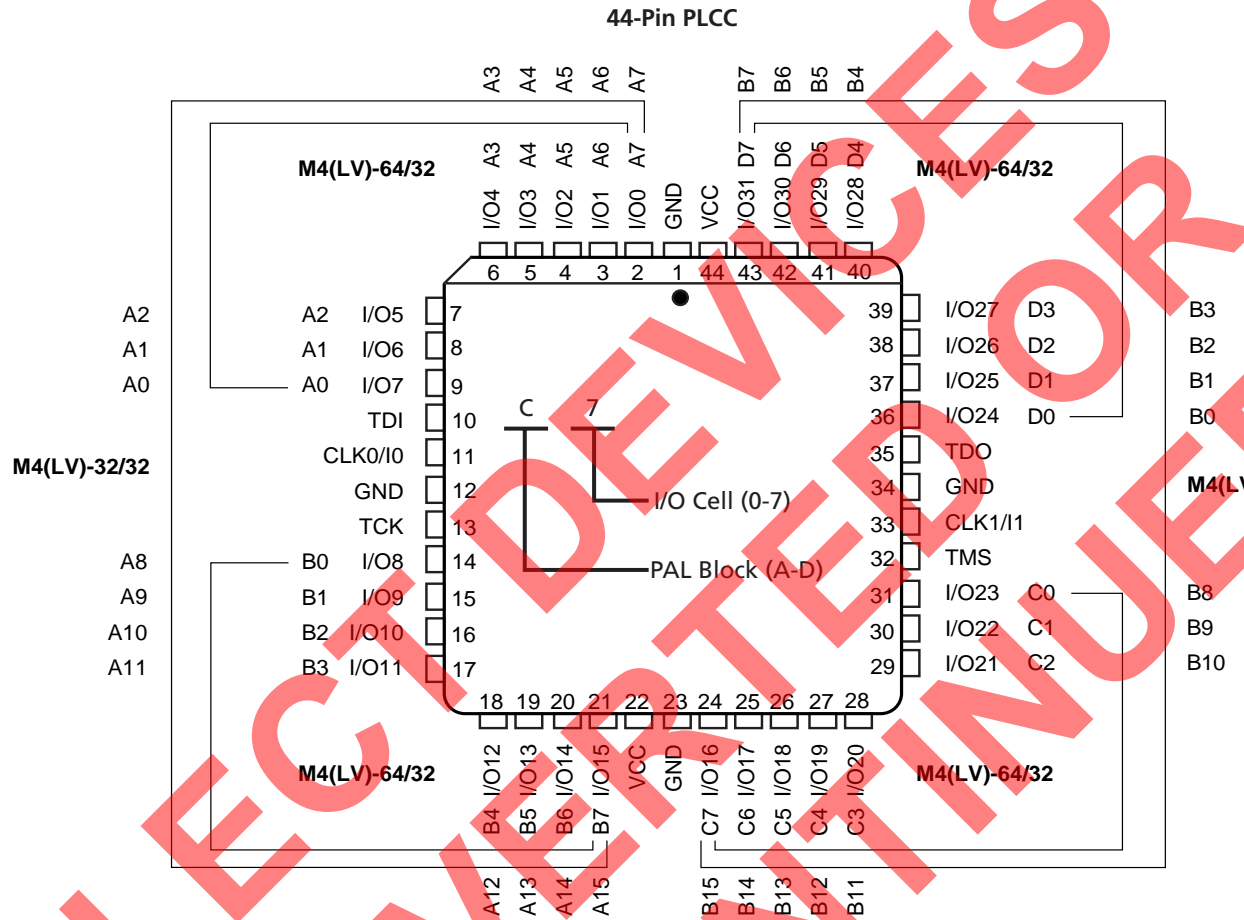 44-Pin PLCC
A3 A4 A5 A6 A7 B7 B6 B5 B4
M4(LV)-64/32 A3 A4 A5 A6 A7 D7 D6 D5 D4 M4(LV)-64/32
I/O4 I/O3 I/O2 I/O1 I/O0 GND VCC I/O31 I/O30 I/O29 I/O28
6 5 4 3 2 1 44 43 42 41 40
A2 A2 I/O5 7 39 I/O27 D3 B3
A1 A1 I/O6 8 38 I/O26 D2 B2
A0 A0 I/O7 9 37 I/O25 D1 B1
TDI 10 36 I/O24 D0 B0
C 7
CLK0/I0 11 35 TDO
M4(LV)-32/32
GND 12 34 GND
M4(LV
I/O Cell (0-7)
TCK 13 33 CLK1/I1
A8 B0 I/O8 14 32 TMS
PAL Block (A-D)
A9 B1 I/O9 15 31 I/O23 C0 B8
A10 B2 I/O10 16 30 I/O22 C1 B9
A11 B3 I/O11 17 29 I/O21 C2 B10
18 19 20 21 22 23 24 25 26 27 28
M4(LV)-64/32 I/O12 I/O13 I/O14 I/O15 VCC GND I/O16 I/O17 I/O18 I/O19 I/O20 M4(LV)-64/32
B4 B5 B6 B7 C7 C6 C5 C4 C3
A12 A13 A14 A15 B15 B14 B13 B12 B11
LECT DEVICES
VERTED OR
NTINUED